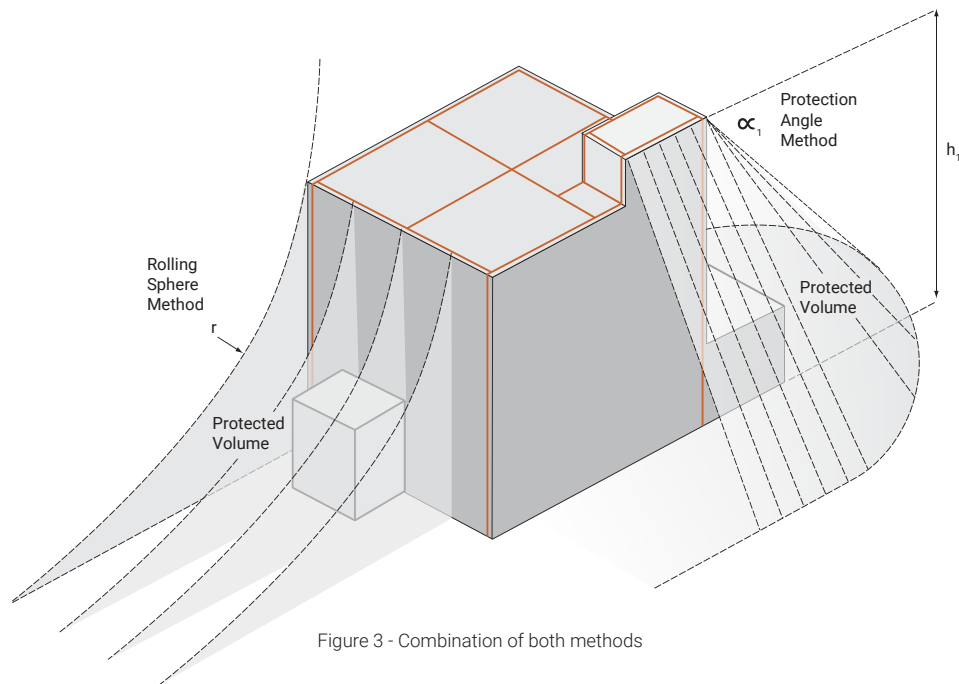 Protection
Angle
Method
∝₁
h₁
Rolling
Sphere
Method
r
Protected
Volume
Protected
Volume
Figure 3 - Combination of both methods